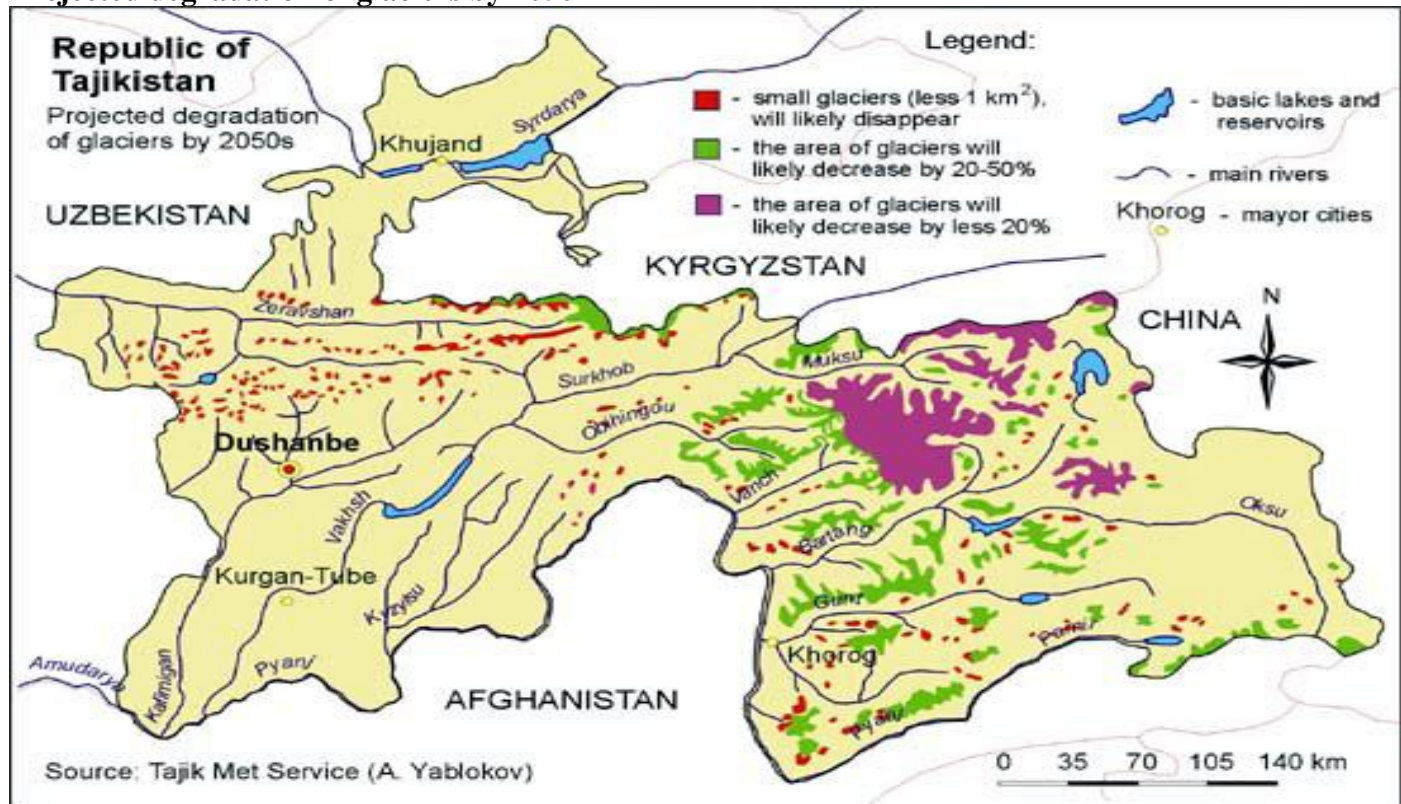 Republic of
Tajikistan
Projected degradation
of glaciers by 2050s
Legend:
- small glaciers (less 1 km²),
will likely disappear
- the area of glaciers will
likely decrease by 20-50%
- the area of glaciers will
likely decrease by less 20%
- basic lakes and
reservoirs
- main rivers
Khorog - mayor cities
Syrdarya
Khujand
UZBEKISTAN
KYRGYZSTAN
CHINA
N
Zeravshan
Surkhob
Muksu
Obihingou
Dushanbe
Vanch
Vakhsh
Bartang
Oksu
Kurgan-Tube
Kyzylsu
Gunt
Pamir
Khorog
Amudarya
Kafirnigan
Pyanj
AFGHANISTAN
Pyanj
Source: Tajik Met Service (A. Yablokov)
0 35 70 105 140 km